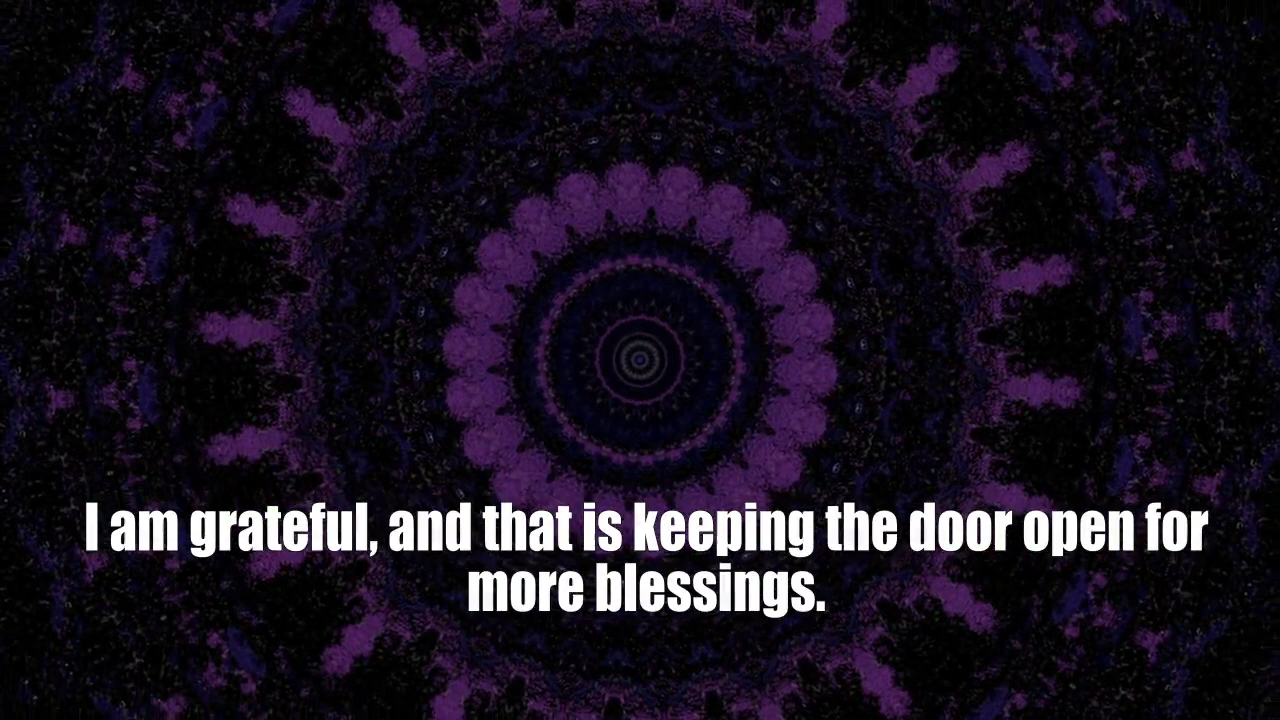 I am grateful, and that is keeping the door open for
more blessings.